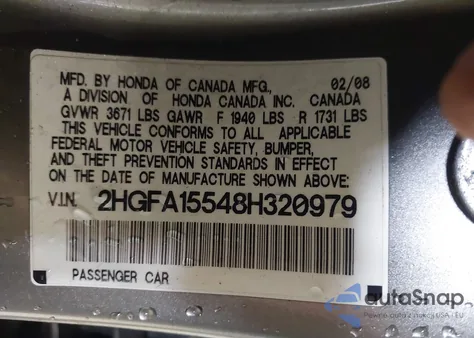 MFD. BY HONDA OF CANADA MFG., 02/08
A DIVISION OF HONDA CANADA INC. CANADA
GVWR 3671 LBS GAWR F 1940 LBS R 1731 LBS
THIS VEHICLE CONFORMS TO ALL APPLICABLE
FEDERAL MOTOR VEHICLE SAFETY, BUMPER,
AND THEFT PREVENTION STANDARDS IN EFFECT
ON THE DATE OF MANUFACTURE SHOWN ABOVE:
V.I.N. 2HGFA15548H320979
PASSENGER CAR
autoSnap